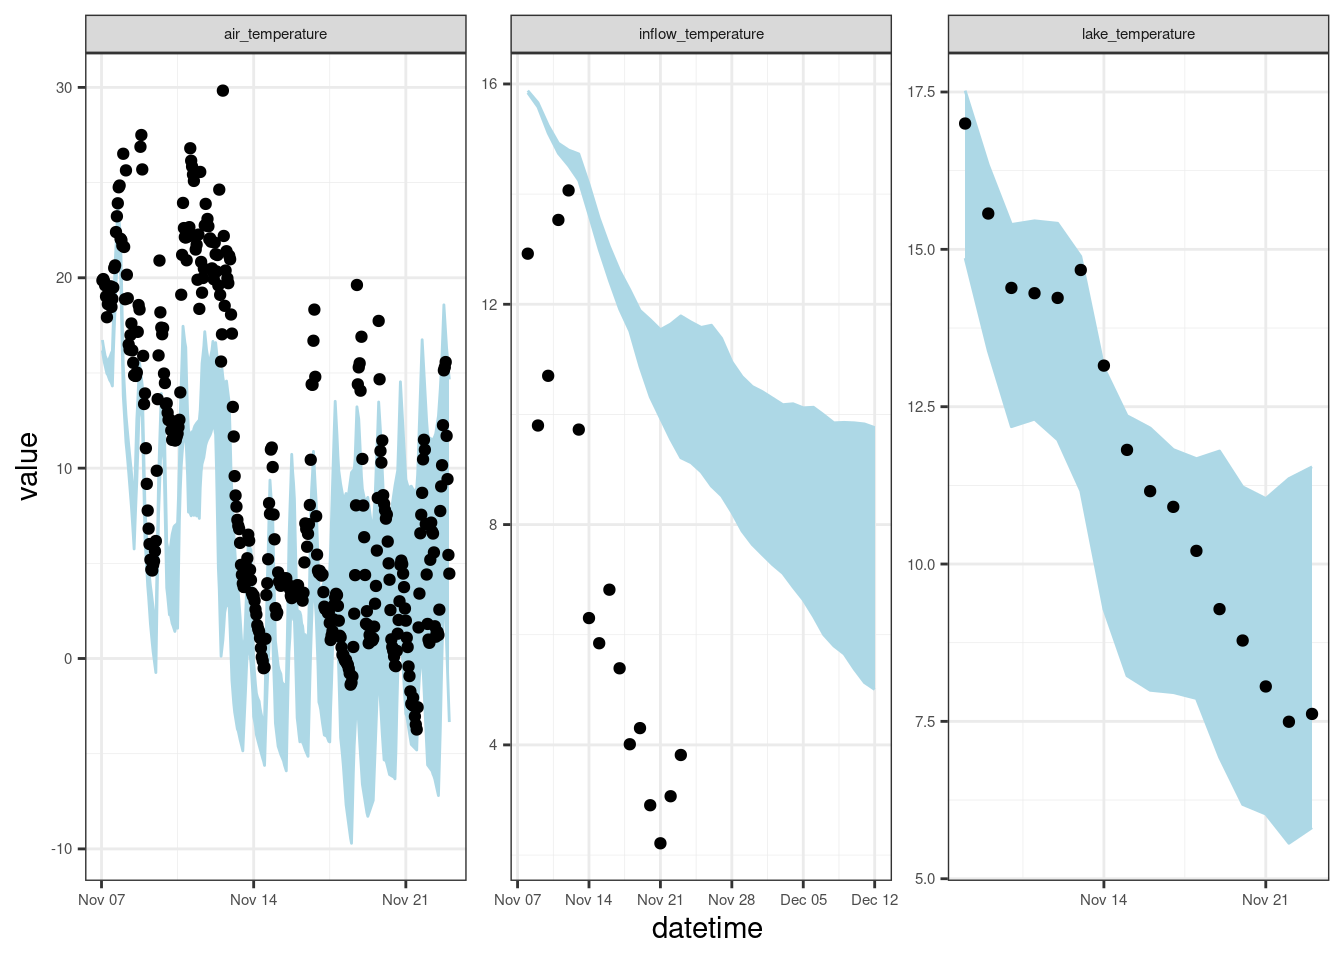 air_temperature
inflow_temperature
lake_temperature
value
30
20
10
0
-10
16
12
8
4
17.5
15.0
12.5
10.0
7.5
5.0
Nov 07
Nov 14
Nov 21
Nov 07
Nov 14
Nov 21
Nov 28
Dec 05
Dec 12
Nov 14
Nov 21
datetime